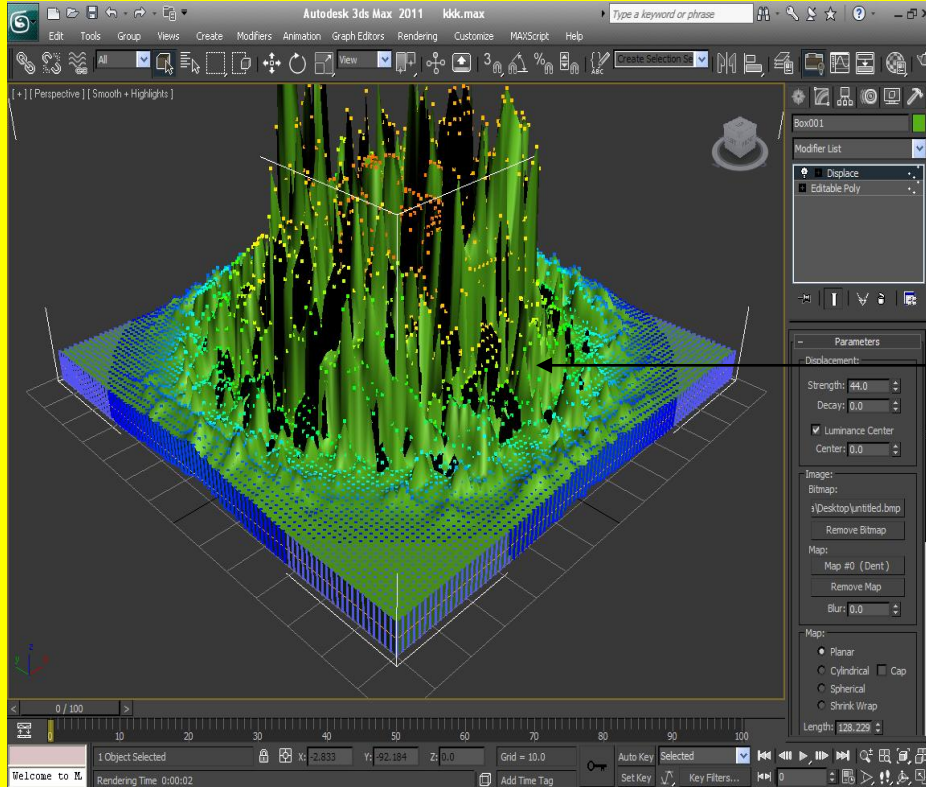 Autodesk 3ds Max 2011 kkk.max
Type a keyword or phrase
Edit Tools Group Views Create Modifiers Animation Graph Editors Rendering Customize MAXScript Help
All
View
3
ABC
Create Selection Se
[ + ] [ Perspective ] [ Smooth + Highlights ]
Box001
Modifier List
Displace
Editable Poly
Parameters
Displacement:
Strength: 44.0
Decay: 0.0
Luminance Center
Center: 0.0
Image:
Bitmap:
a\Desktop\untitled.bmp
Remove Bitmap
Map:
Map #0 (Dent)
Remove Map
Blur: 0.0
Map:
Planar
Cylindrical Cap
Spherical
Shrink Wrap
Length: 128.229
z
y
0 / 100
0 10 20 30 40 50 60 70 80 90 100
1 Object Selected X: -2.833 Y: -92.184 Z: 0.0 Grid = 10.0 Auto Key Selected
Welcome to M Rendering Time 0:00:02 Add Time Tag Set Key Key Filters... 0